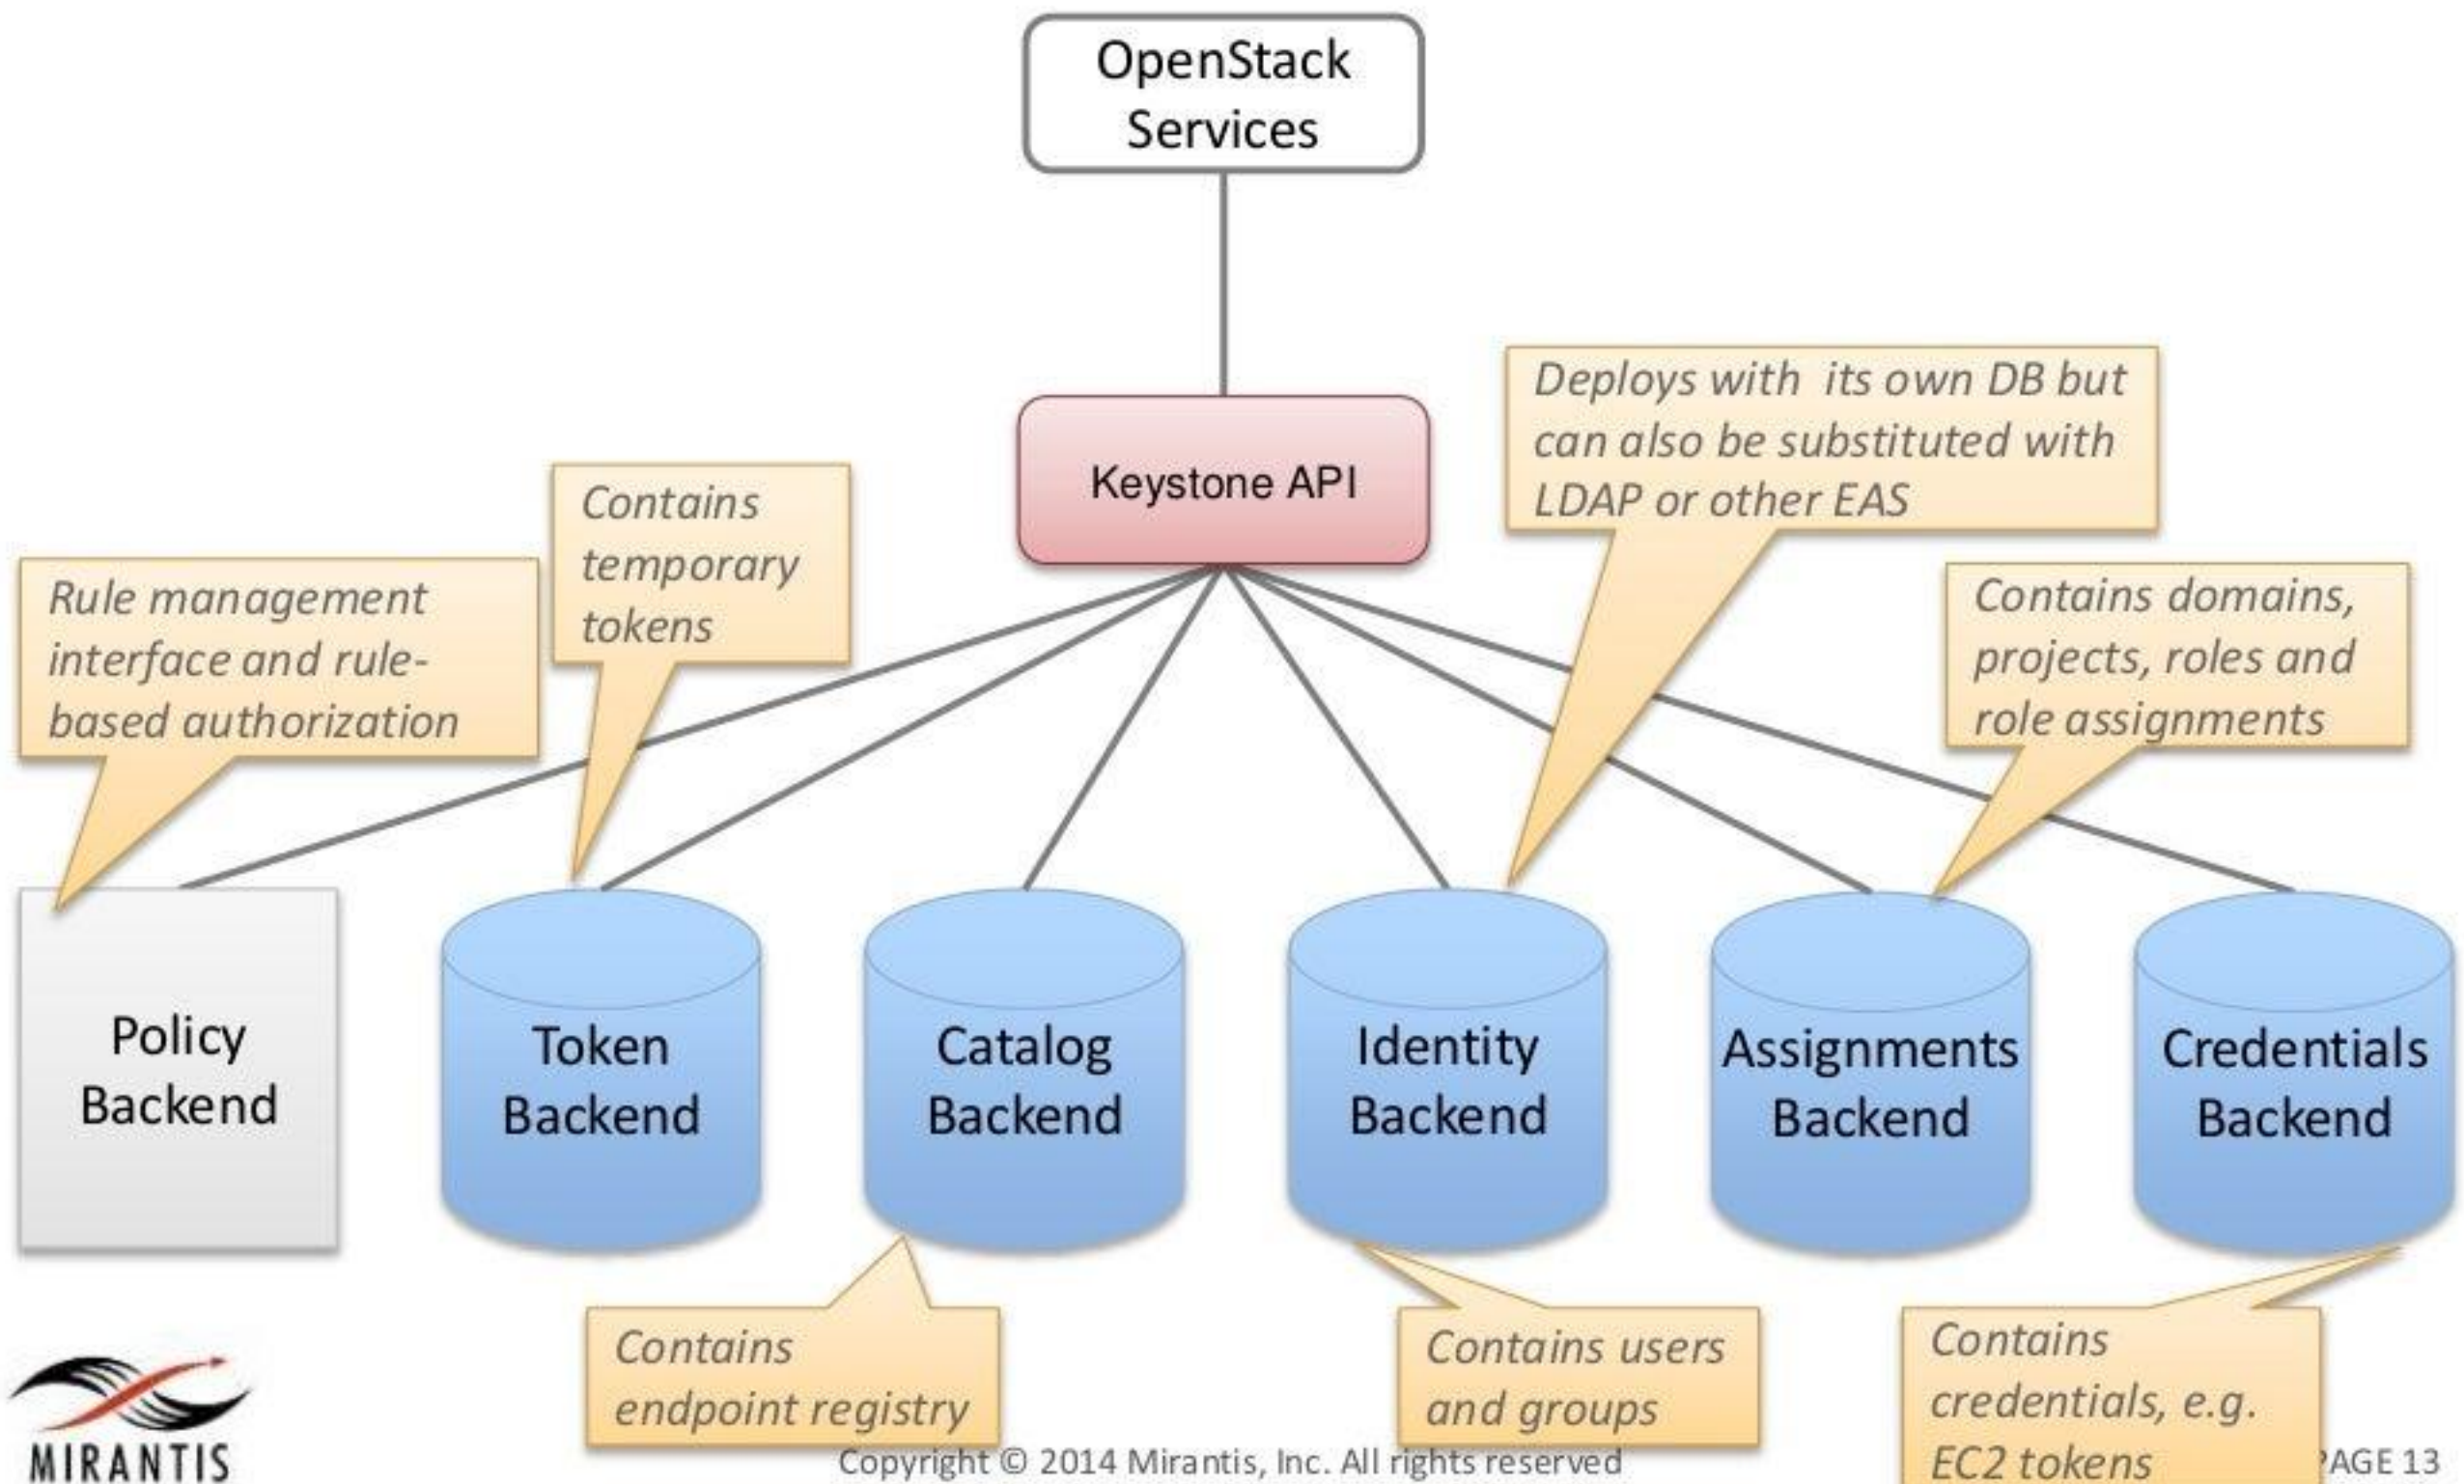 OpenStack
Services
Keystone API
Deploys with its own DB but
can also be substituted with
LDAP or other EAS
Contains
temporary
tokens
Rule management
interface and rule-
based authorization
Contains domains,
projects, roles and
role assignments
Policy
Backend
Token
Backend
Catalog
Backend
Identity
Backend
Assignments
Backend
Credentials
Backend
Contains
endpoint registry
Contains users
and groups
Contains
credentials, e.g.
EC2 tokens
MIRANTIS
Copyright © 2014 Mirantis, Inc. All rights reserved
PAGE 13